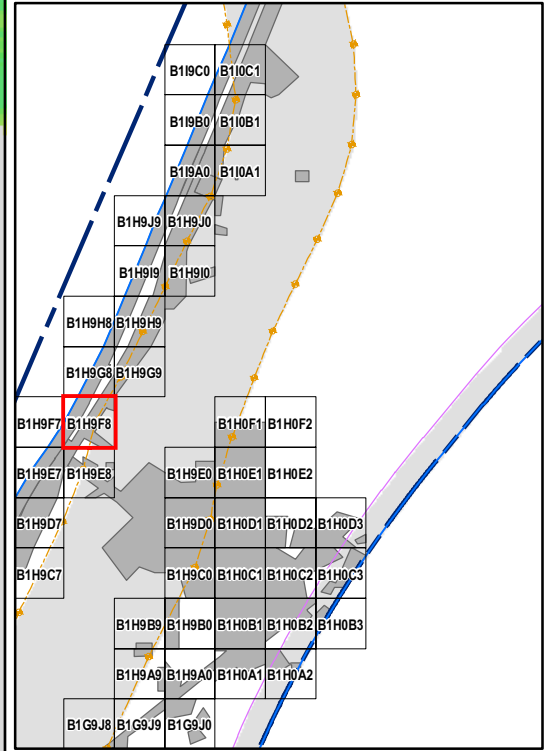 B1I9C0 B1I0C1
B1I9B0 B1I0B1
B1I9A0 B1I0A1
B1H9J9 B1H9J0
B1H9I9 B1H9I0
B1H9H8 B1H9H9
B1H9G8 B1H9G9
B1H9F7 B1H9F8 B1H0F1 B1H0F2
B1H9E7 B1H9E8 B1H9E0 B1H0E1 B1H0E2
B1H9D7 B1H9D0 B1H0D1 B1H0D2 B1H0D3
B1H9C7 B1H9C0 B1H0C1 B1H0C2 B1H0C3
B1H9B9 B1H9B0 B1H0B1 B1H0B2 B1H0B3
B1H9A9 B1H9A0 B1H0A1 B1H0A2
B1G9J8 B1G9J9 B1G9J0